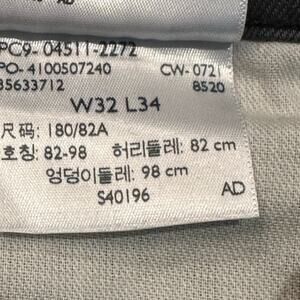 AD
PC9- 04511-2272
PO- 4100507240 CW- 0721
35633712 8520
W32 L34
尺码: 180/82A
호칭: 82-98 허리둘레: 82 cm
엉덩이둘레: 98 cm
S40196 AD